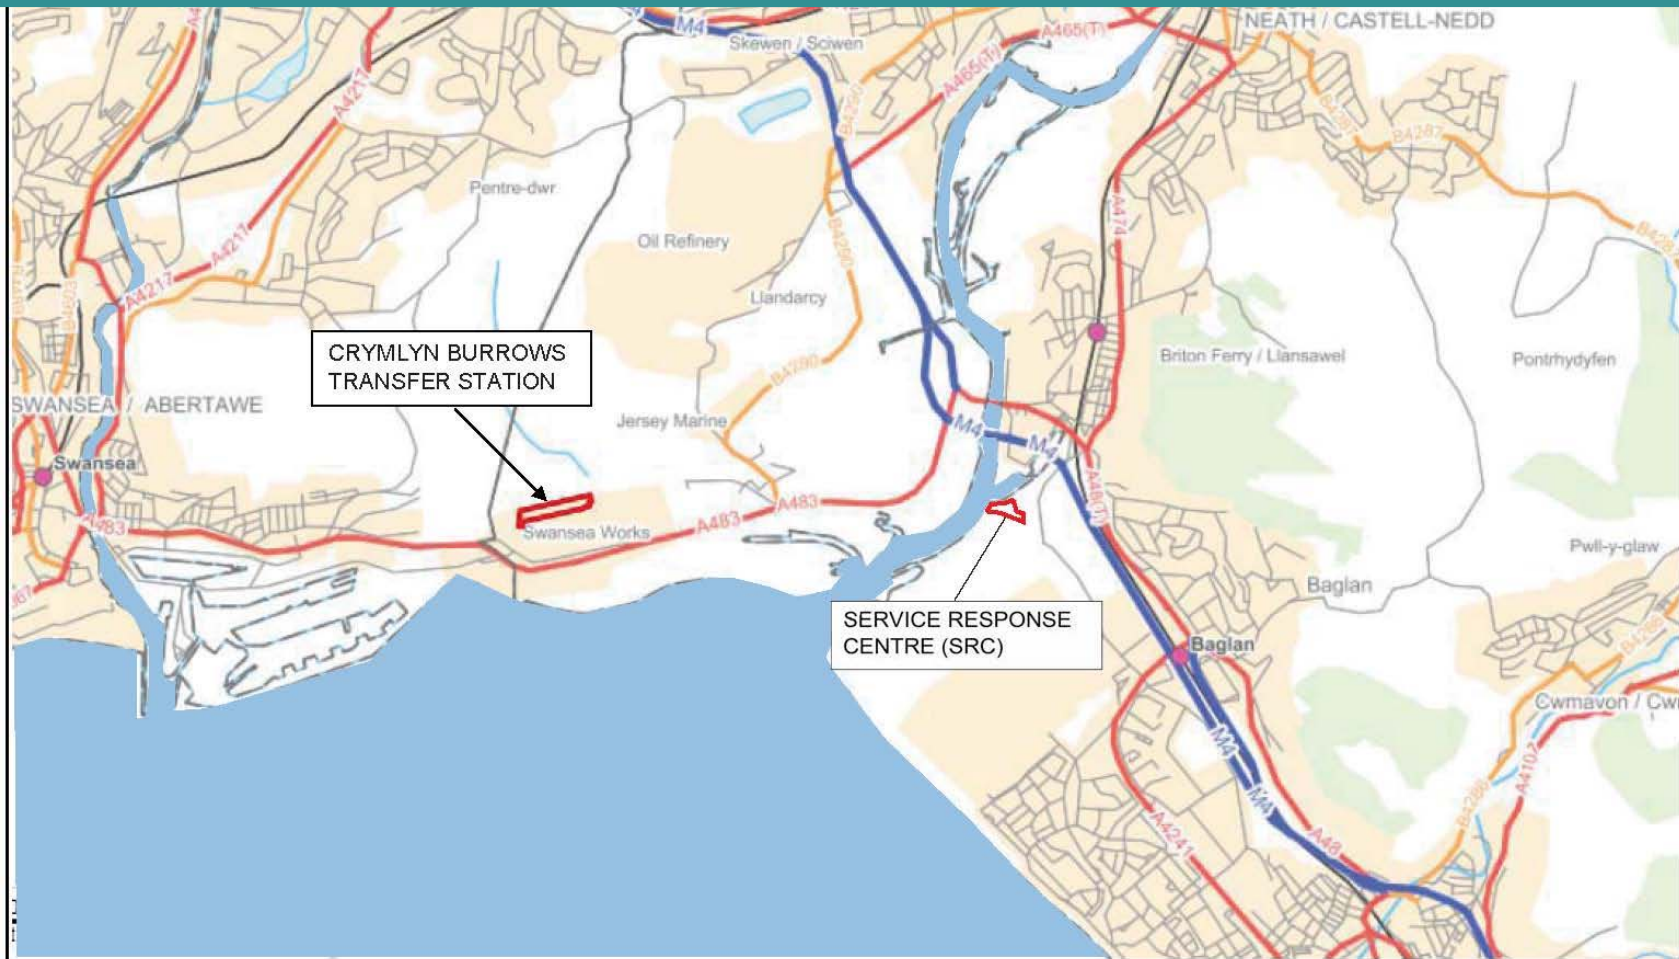 M4
Skewen / Sciwen
A465(T)
NEATH / CASTELL-NEDD
A465(T)
A4217
B4290
B4287
B4287
Pentre-dwr
A474
Oil Refinery
B4290
A4217
A4217
B4603
Llandarcy
CRYMLYN BURROWS
TRANSFER STATION
Briton Ferry / Llansawel
Pontrhydyfen
B4290
SWANSEA / ABERTAWE
Jersey Marine
M4
M4
Swansea
A48(T)
A483
A483
A483
Swansea Works
Pwll-y-glaw
Baglan
SERVICE RESPONSE
CENTRE (SRC)
Baglan
B4286
Cwmavon / Cw
M4
A4107
B4286
M4
A4241
A48